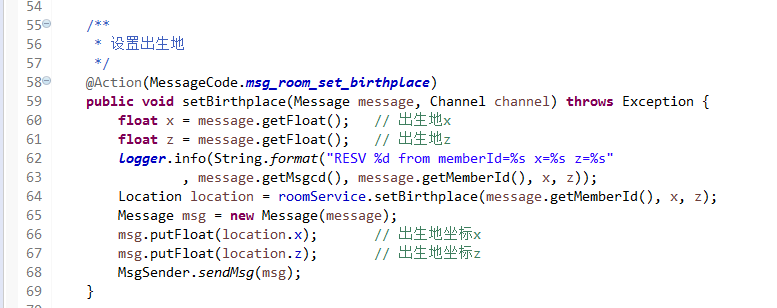 54
55 /**
56 * 设置出生地
57 */
58 @Action(MessageCode.msg_room_set_birthplace)
59 public void setBirthplace(Message message, Channel channel) throws Exception {
60 float x = message.getFloat(); // 出生地x
61 float z = message.getFloat(); // 出生地z
62 logger.info(String.format("RESV %d from memberId=%s x=%s z=%s"
63 , message.getMsgcd(), message.getMemberId(), x, z));
64 Location location = roomService.setBirthplace(message.getMemberId(), x, z);
65 Message msg = new Message(message);
66 msg.putFloat(location.x); // 出生地坐标x
67 msg.putFloat(location.z); // 出生地坐标z
68 MsgSender.sendMsg(msg);
69 }